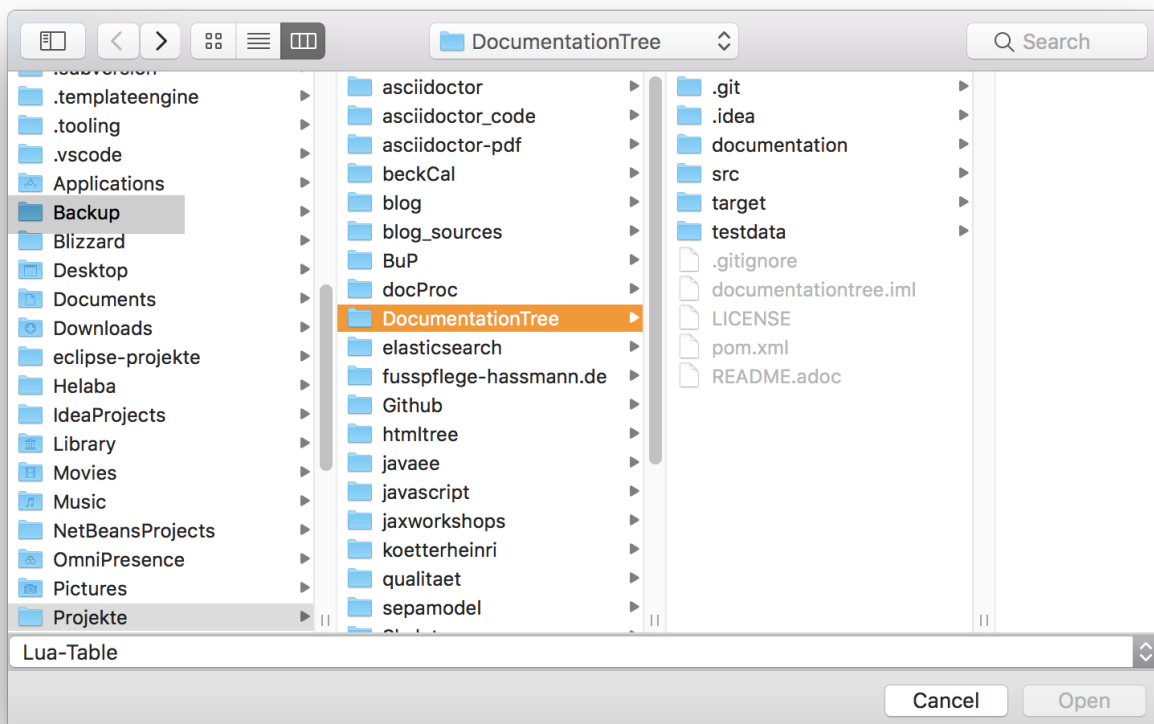 DocumentationTree
Search
.subversion
.templateengine
.tooling
.vscode
Applications
Backup
Blizzard
Desktop
Documents
Downloads
eclipse-projekte
Helaba
IdeaProjects
Library
Movies
Music
NetBeansProjects
OmniPresence
Pictures
Projekte
asciidoctor
asciidoctor_code
asciidoctor-pdf
beckCal
blog
blog_sources
BuP
docProc
DocumentationTree
elasticsearch
fusspflege-hassmann.de
Github
htmltree
javaee
javascript
jaxworkshops
koetterheinri
qualitaet
sepamodel
.git
.idea
documentation
src
target
testdata
.gitignore
documentationtree.iml
LICENSE
pom.xml
README.adoc
Lua-Table
Cancel
Open